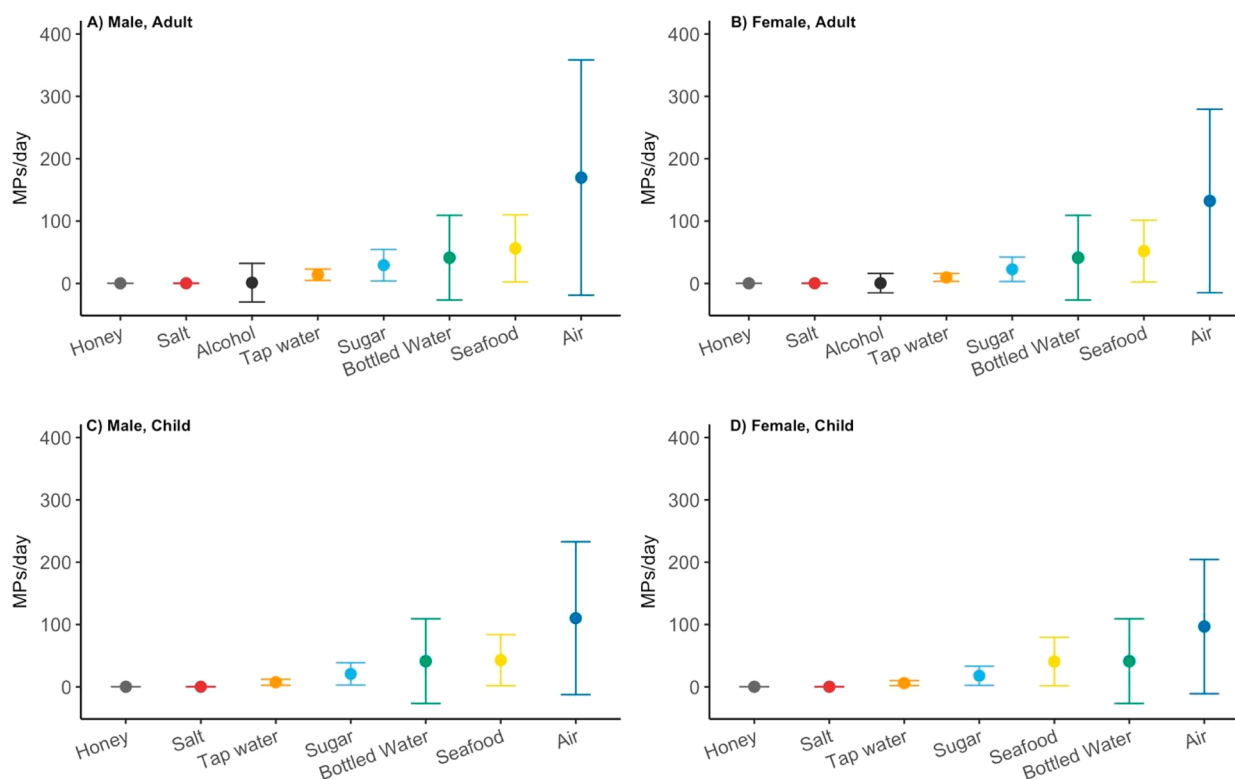 A) Male, Adult
MPs/day
400
300
200
100
0
Honey
Salt
Alcohol
Tap water
Sugar
Bottled Water
Seafood
Air
B) Female, Adult
MPs/day
400
300
200
100
0
Honey
Salt
Alcohol
Tap water
Sugar
Bottled Water
Seafood
Air
C) Male, Child
MPs/day
400
300
200
100
0
Honey
Salt
Tap water
Sugar
Bottled Water
Seafood
Air
D) Female, Child
MPs/day
400
300
200
100
0
Honey
Salt
Tap water
Sugar
Seafood
Bottled Water
Air